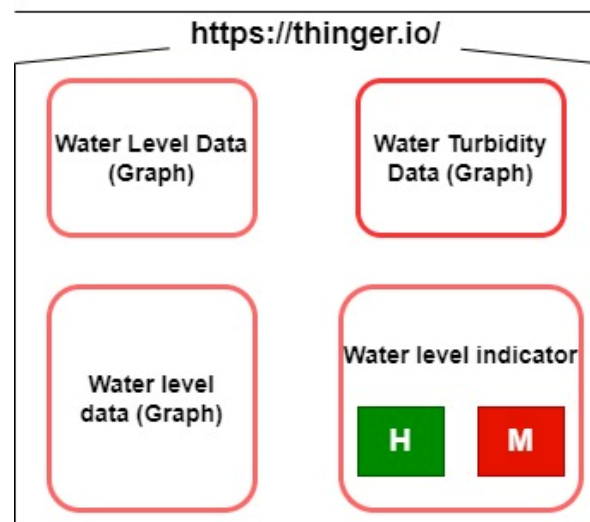 https://thinger.io/
Water Level Data
(Graph)
Water Turbidity
Data (Graph)
Water level
data (Graph)
Water level indicator
H
M